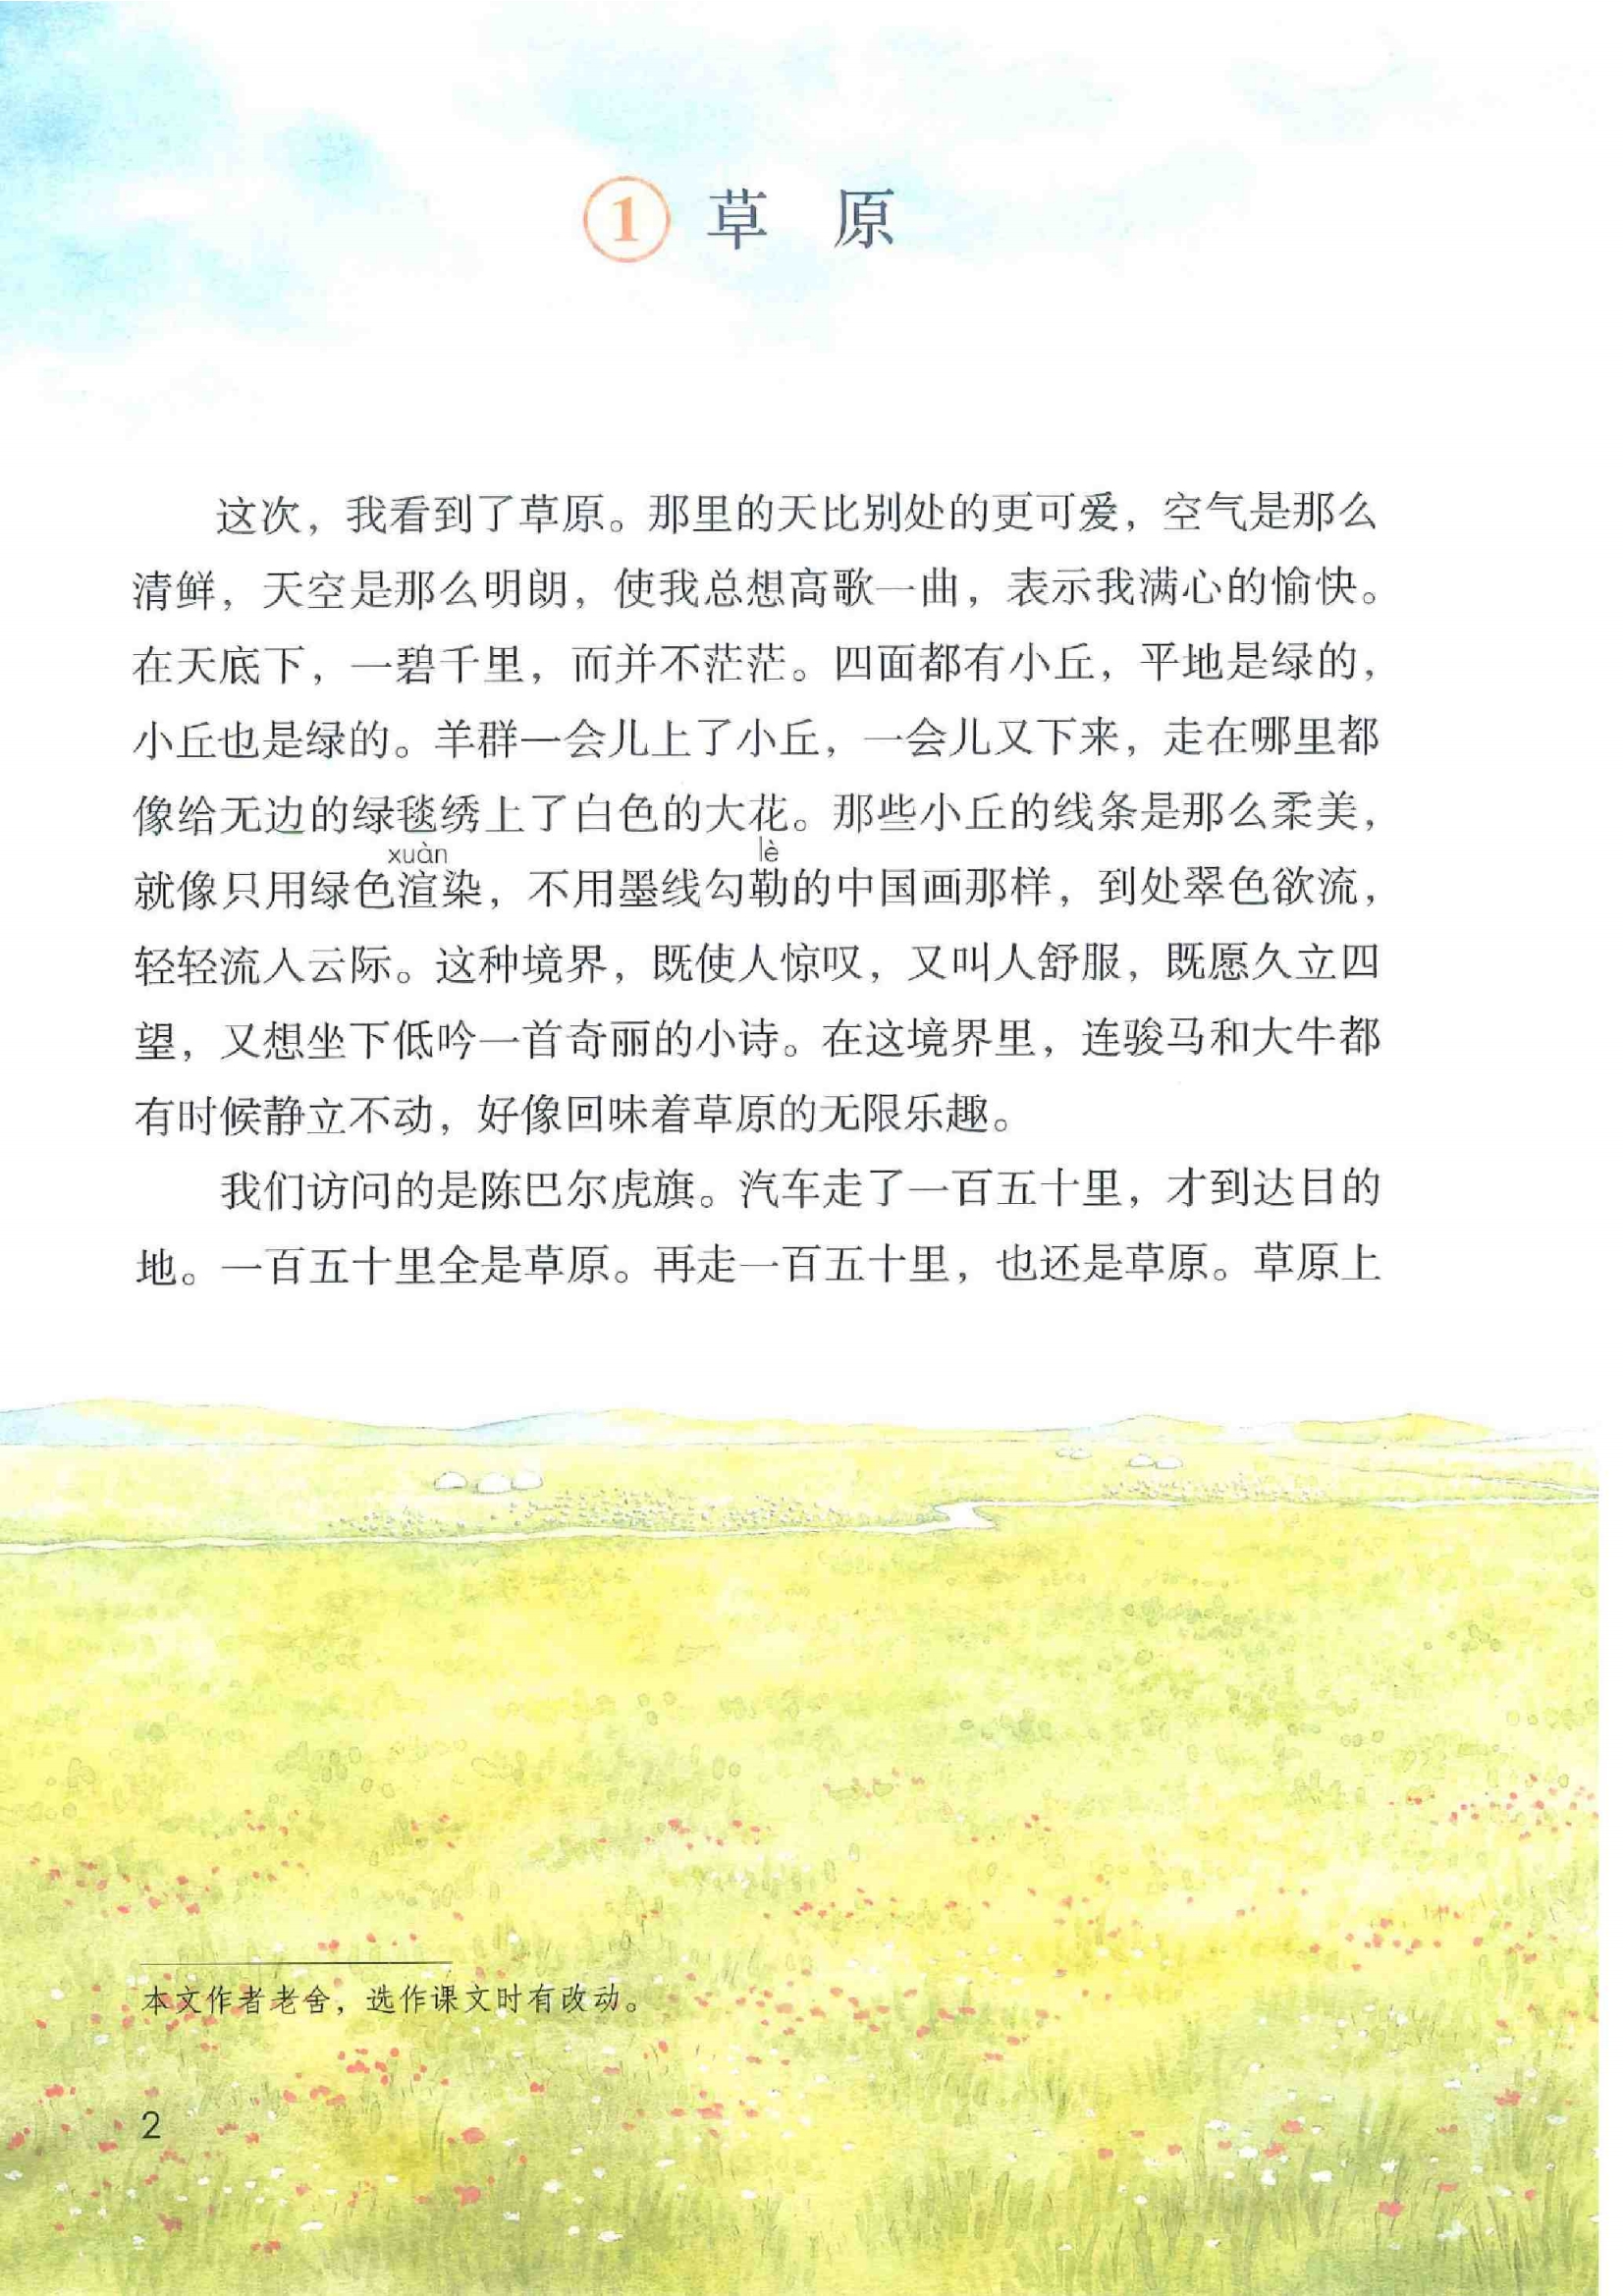 1 草 原
这次，我看到了草原。那里的天比别处的更可爱，空气是那么
清鲜，天空是那么明朗，使我总想高歌一曲，表示我满心的愉快。
在天底下，一碧千里，而并不茫茫。四面都有小丘，平地是绿的，
小丘也是绿的。羊群一会儿上了小丘，一会儿又下来，走在哪里都
像给无边的绿毯绣上了白色的大花。那些小丘的线条是那么柔美，
xuàn lè
就像只用绿色渲染，不用墨线勾勒的中国画那样，到处翠色欲流，
轻轻流入云际。这种境界，既使人惊叹，又叫人舒服，既愿久立四
望，又想坐下低吟一首奇丽的小诗。在这境界里，连骏马和大牛都
有时候静立不动，好像回味着草原的无限乐趣。
我们访问的是陈巴尔虎旗。汽车走了一百五十里，才到达目的
地。一百五十里全是草原。再走一百五十里，也还是草原。草原上
本文作者老舍，选作课文时有改动。
2